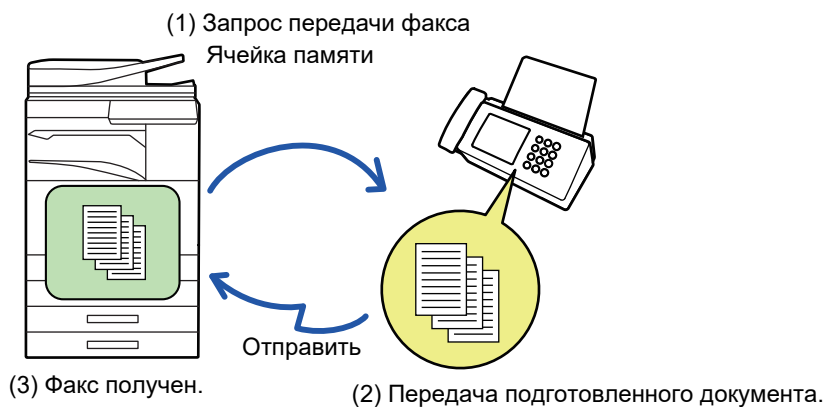 (1) Запрос передачи факса
Ячейка памяти
Отправить
(3) Факс получен.
(2) Передача подготовленного документа.